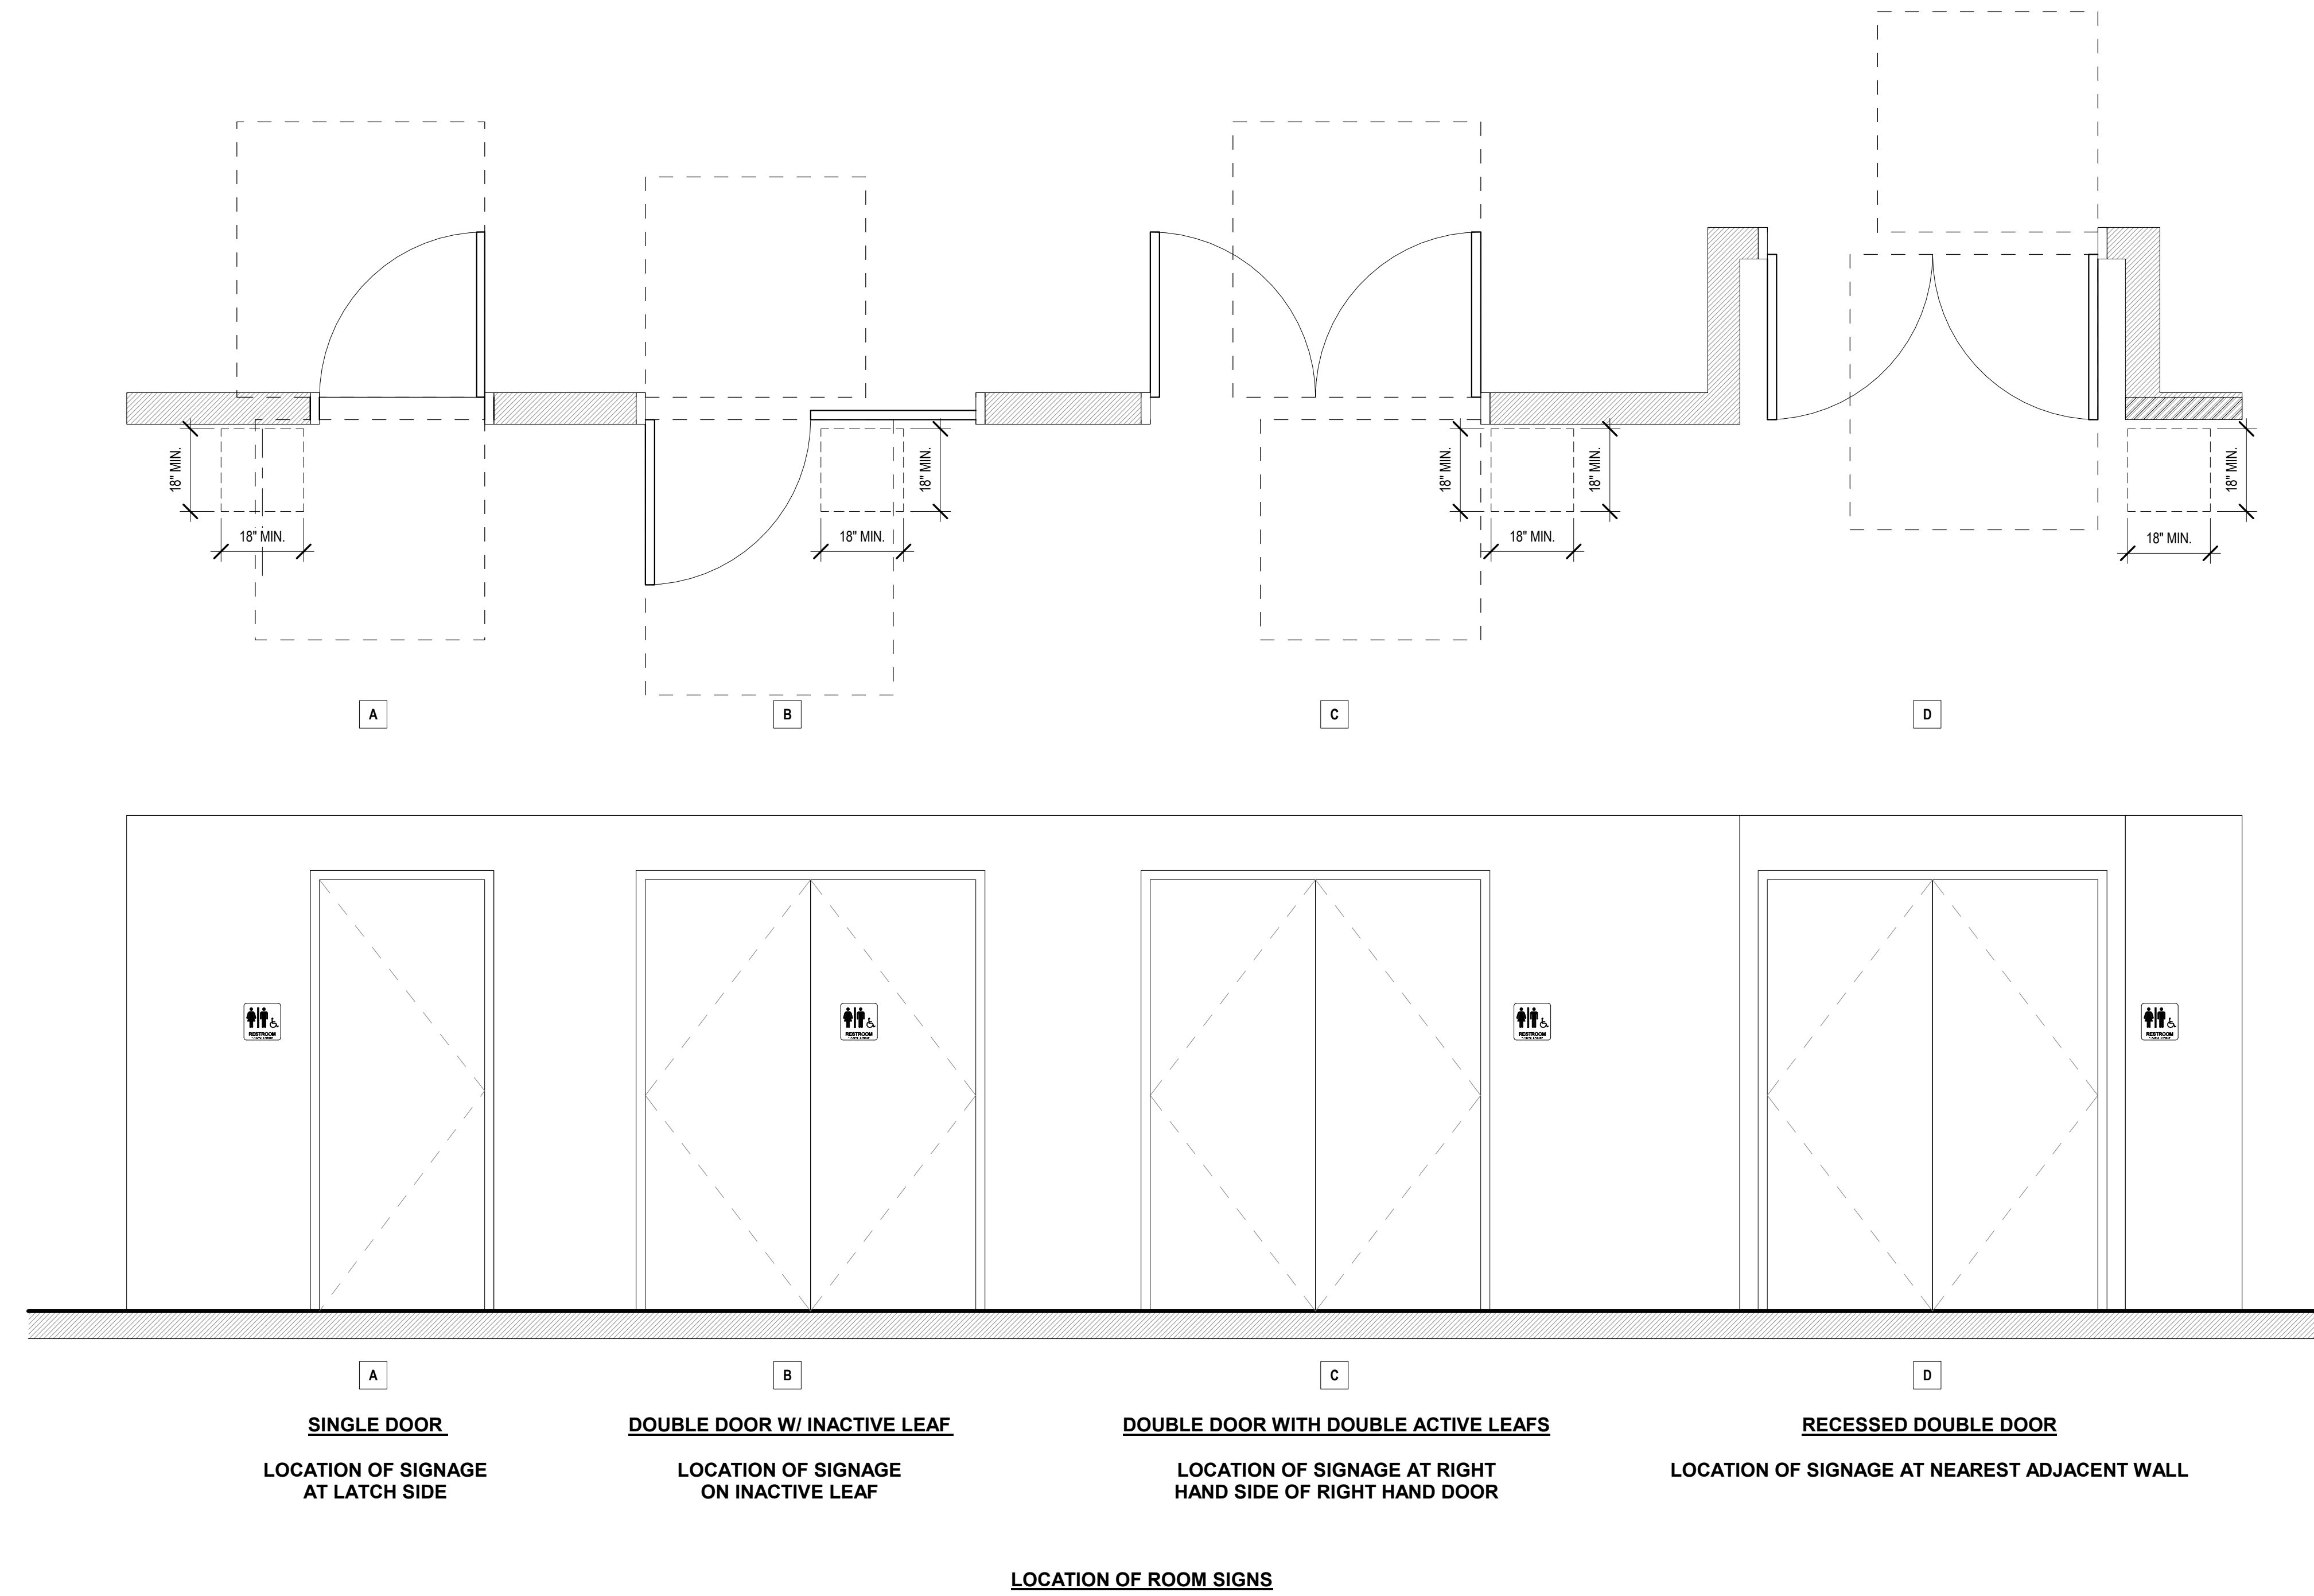 18" MIN.
18" MIN.
18" MIN.
18" MIN.
18" MIN.
18" MIN.
18" MIN.
18" MIN.
18" MIN.
A
B
C
D
RESTROOM
RESTROOM
RESTROOM
RESTROOM
A
B
C
D
SINGLE DOOR
LOCATION OF SIGNAGE
AT LATCH SIDE
DOUBLE DOOR W/ INACTIVE LEAF
LOCATION OF SIGNAGE
ON INACTIVE LEAF
DOUBLE DOOR WITH DOUBLE ACTIVE LEAFS
LOCATION OF SIGNAGE AT RIGHT
HAND SIDE OF RIGHT HAND DOOR
RECESSED DOUBLE DOOR
LOCATION OF SIGNAGE AT NEAREST ADJACENT WALL
LOCATION OF ROOM SIGNS